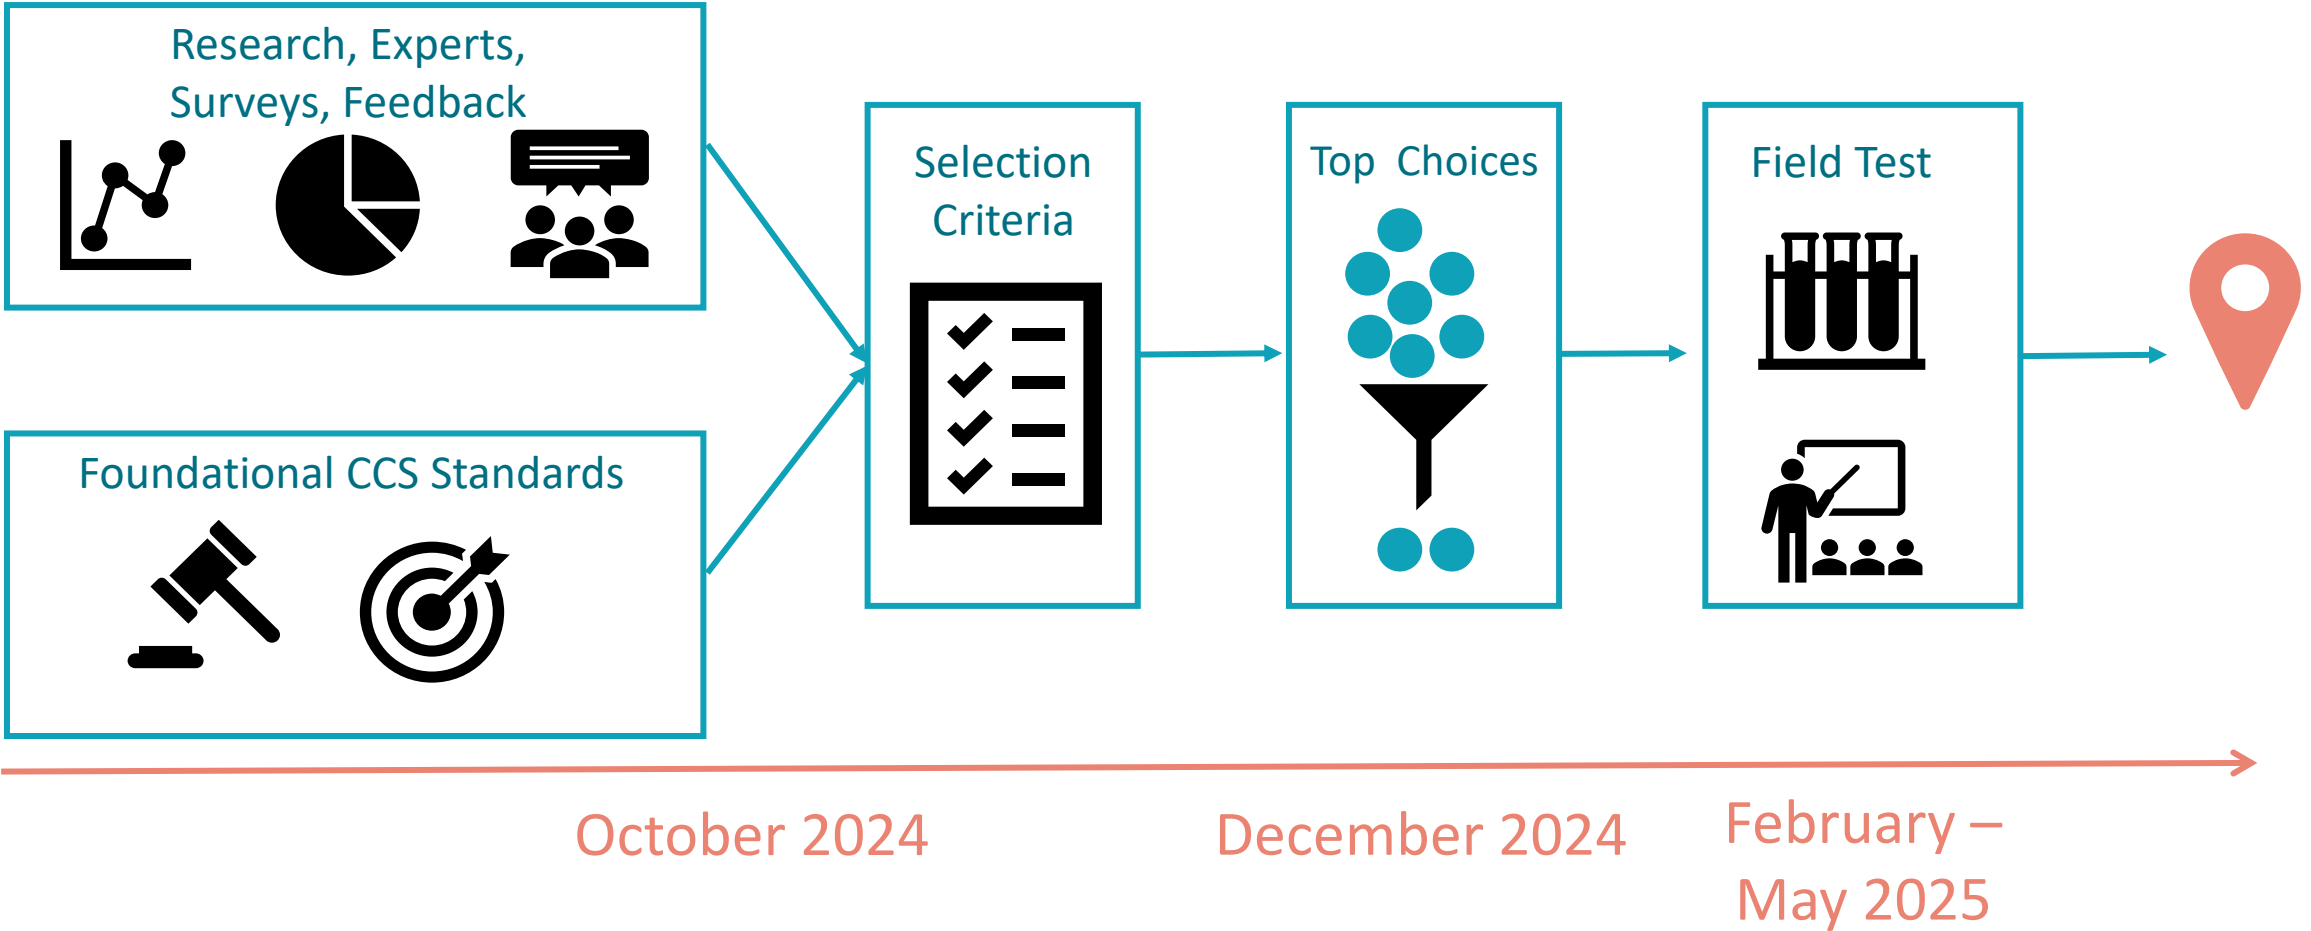 Research, Experts,
Surveys, Feedback
Foundational CCS Standards
Selection
Criteria
Top Choices
Field Test
October 2024
December 2024
February –
May 2025